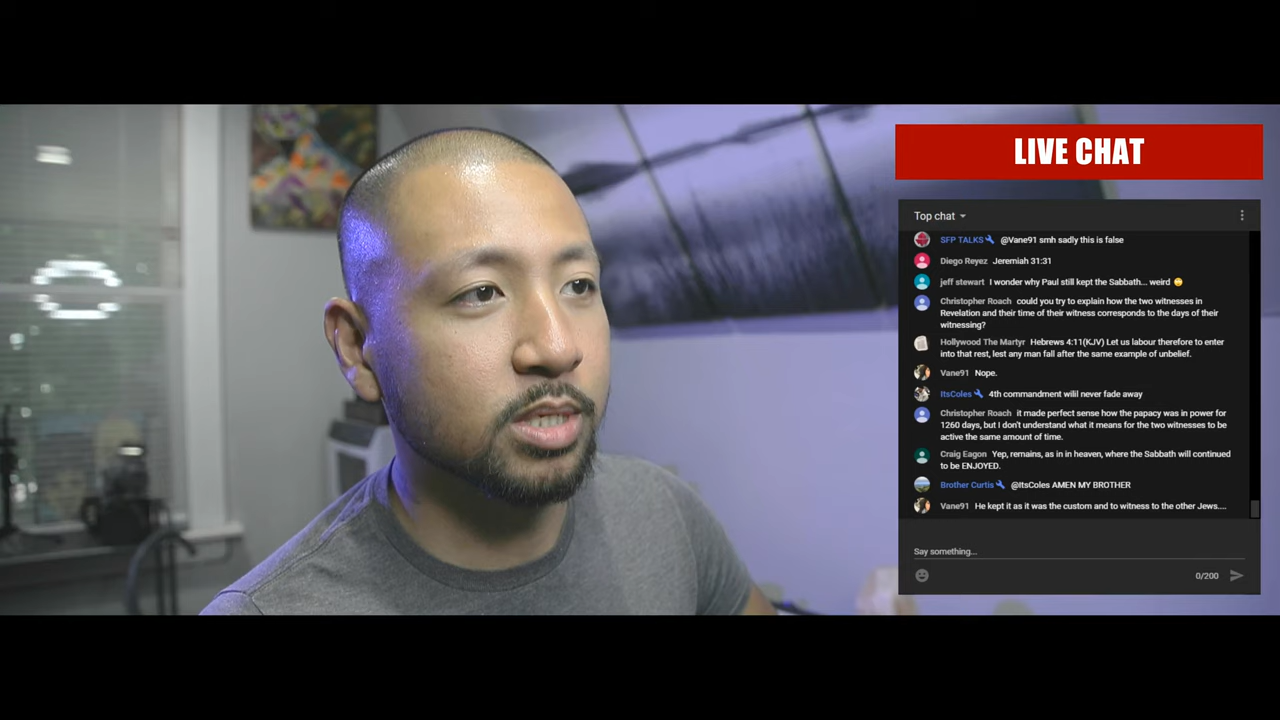 LIVE CHAT
Top chat
SFP TALKS @Vane91 smh sadly this is false
Diego Reyez Jeremiah 31:31
jeff stewart I wonder why Paul still kept the Sabbath... weird 🙄
Christopher Roach could you try to explain how the two witnesses in
Revelation and their time of their witness corresponds to the days of their
witnessing?
Hollywood The Martyr Hebrews 4:11(KJV) Let us labour therefore to enter
into that rest, lest any man fall after the same example of unbelief.
Vane91 Nope.
ItsColes 4th commandment wilil never fade away
Christopher Roach it made perfect sense how the papacy was in power for
1260 days, but I don't understand what it means for the two witnesses to be
active the same amount of time.
Craig Eagon Yep, remains, as in in heaven, where the Sabbath will continued
to be ENJOYED.
Brother Curtis @ItsColes AMEN MY BROTHER
Vane91 He kept it as it was the custom and to witness to the other Jews....
Say something...
0/200